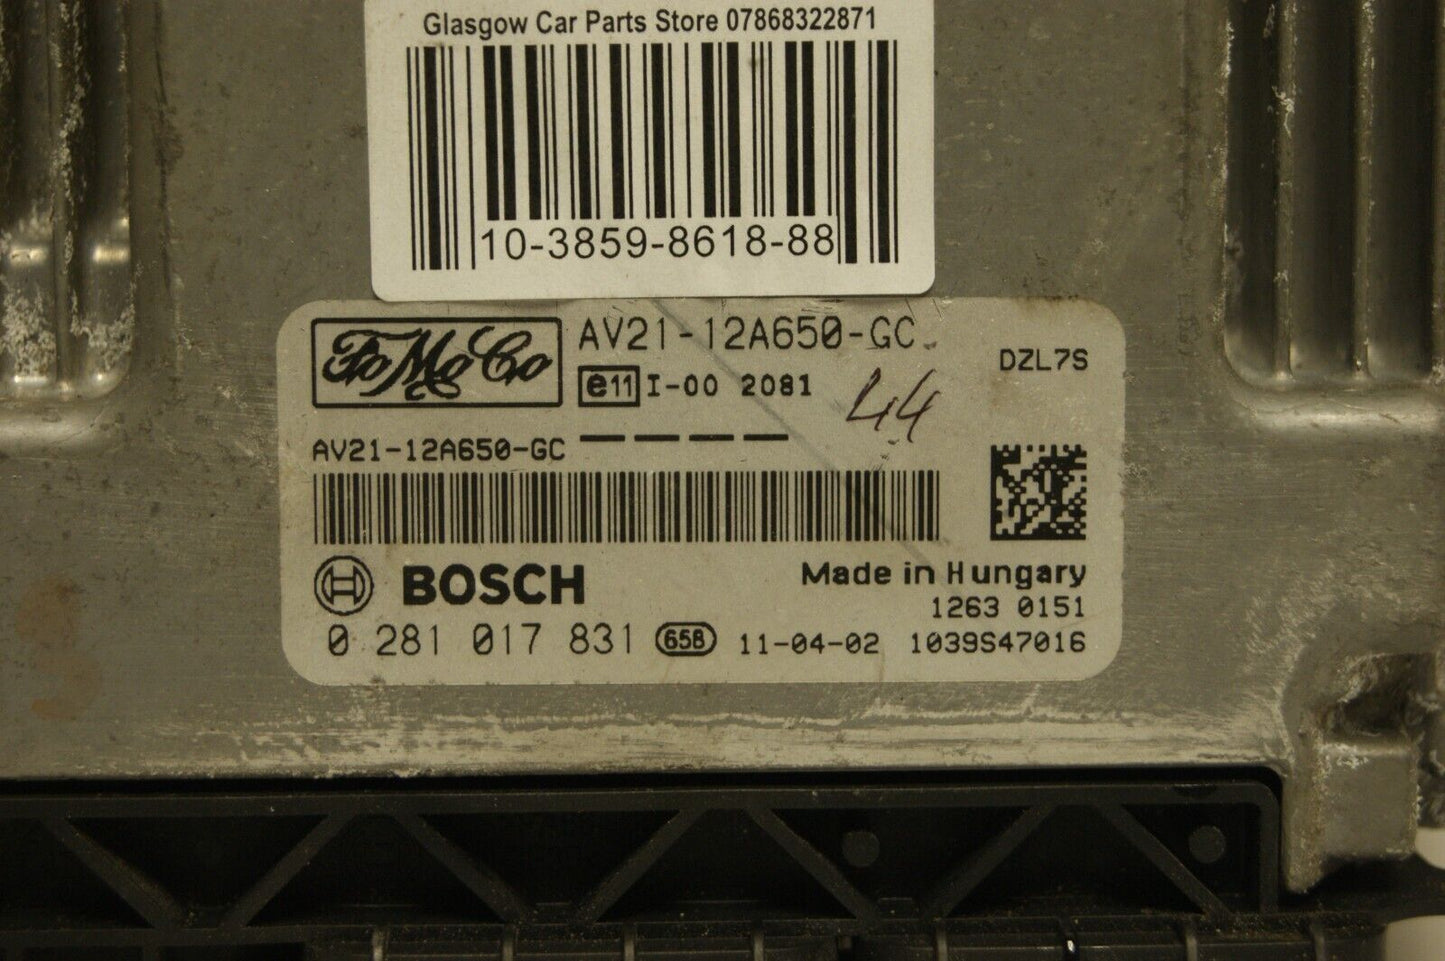 Glasgow Car Parts Store 07868322871
10-3859-8618-88
FoMoCo AV21-12A650-GC
DZL7S
e11 I-00 2081
44
AV21-12A650-GC ----
BOSCH
Made in Hungary
1263 0151
0 281 017 831 65B 11-04-02 1039S47016